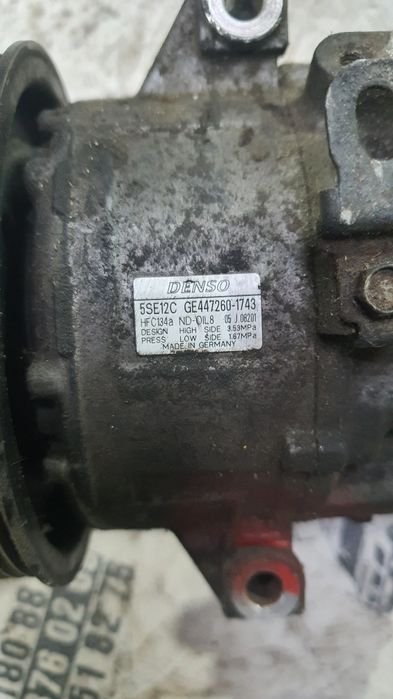 DENSO
5SE12C GE447260-1743
HFC134a ND-OIL8 05 J 08201
DESIGN HIGH SIDE 3.53MPa
PRESS LOW SIDE 1.67MPa
MADE IN GERMANY